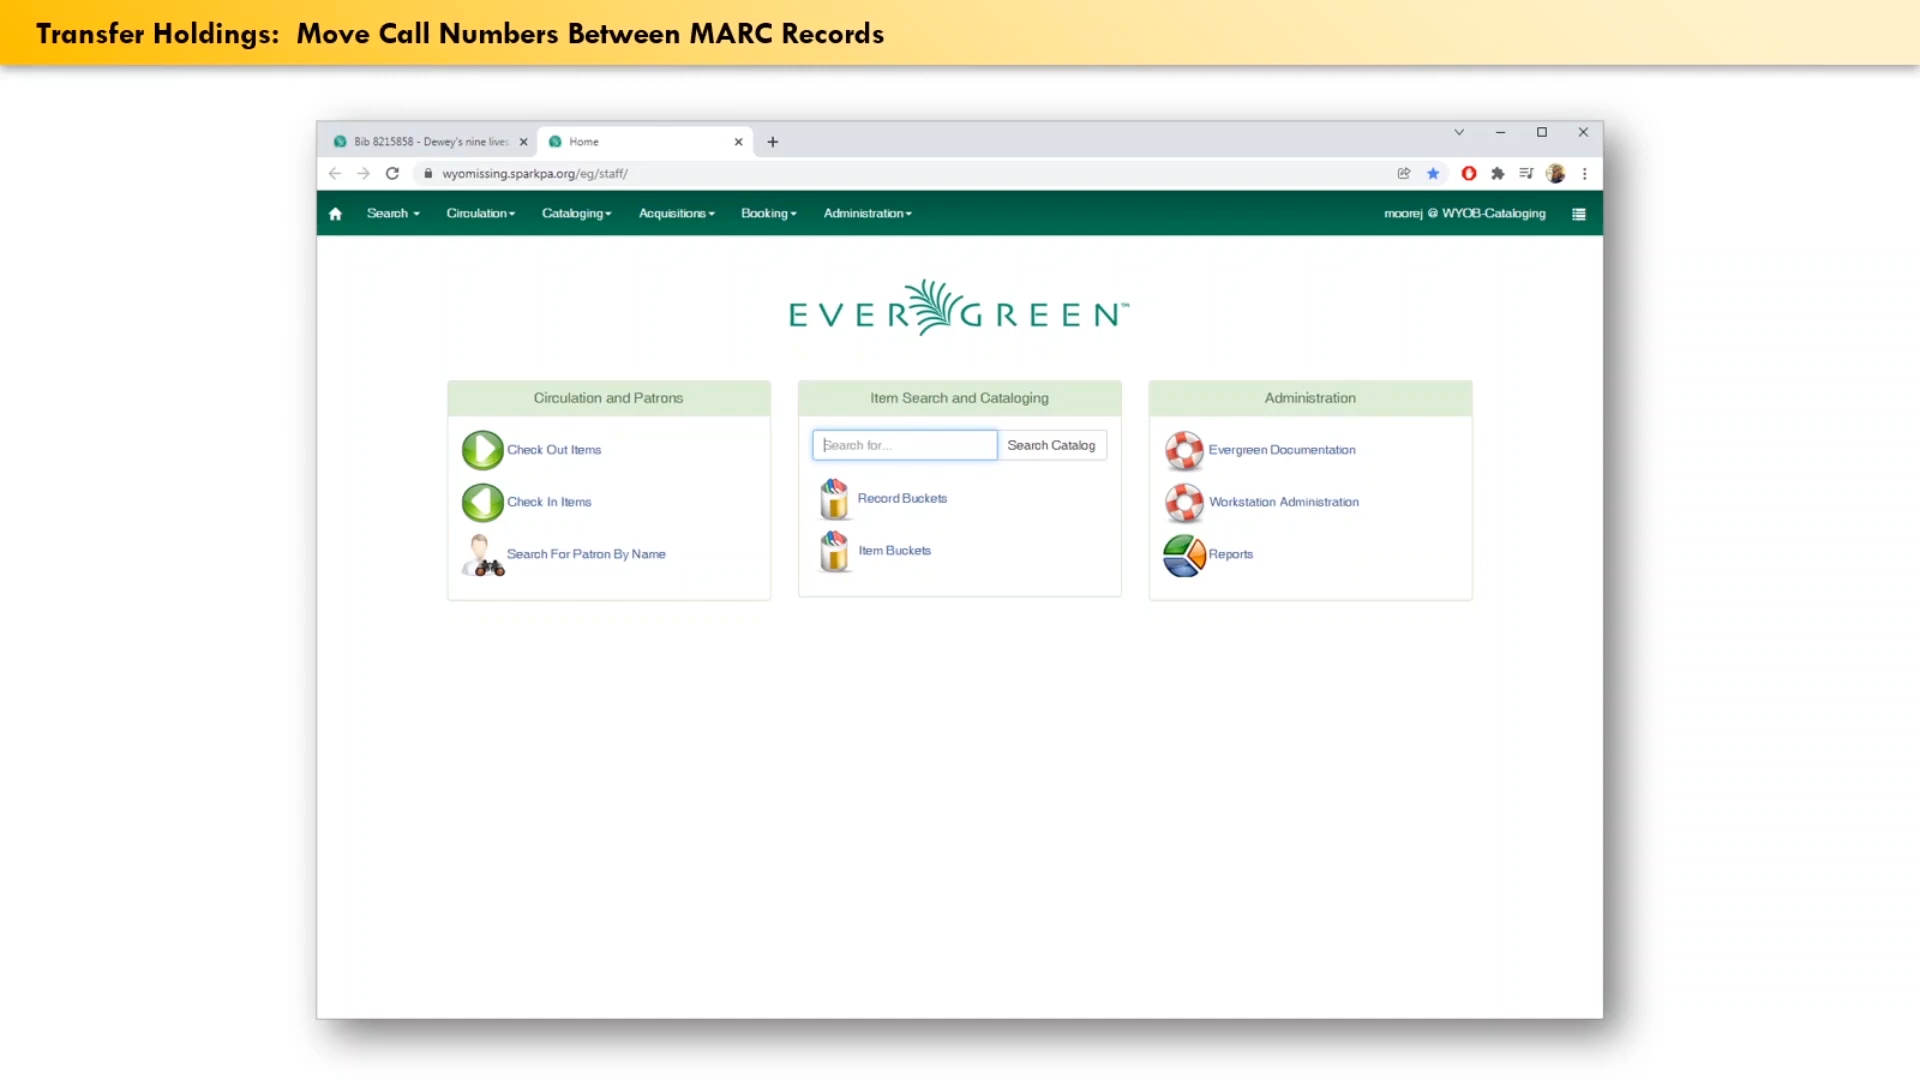 Transfer Holdings: Move Call Numbers Between MARC Records
Bib 8215858 - Dewey's nine lives
Home
wyomissing.sparkpa.org/eg/staff/
Search Circulation Cataloging Acquisitions Booking Administration moorej @ WYOB-Cataloging
EVERGREEN™
Circulation and Patrons
Check Out Items
Check In Items
Search For Patron By Name
Item Search and Cataloging
Search for... Search Catalog
Record Buckets
Item Buckets
Administration
Evergreen Documentation
Workstation Administration
Reports